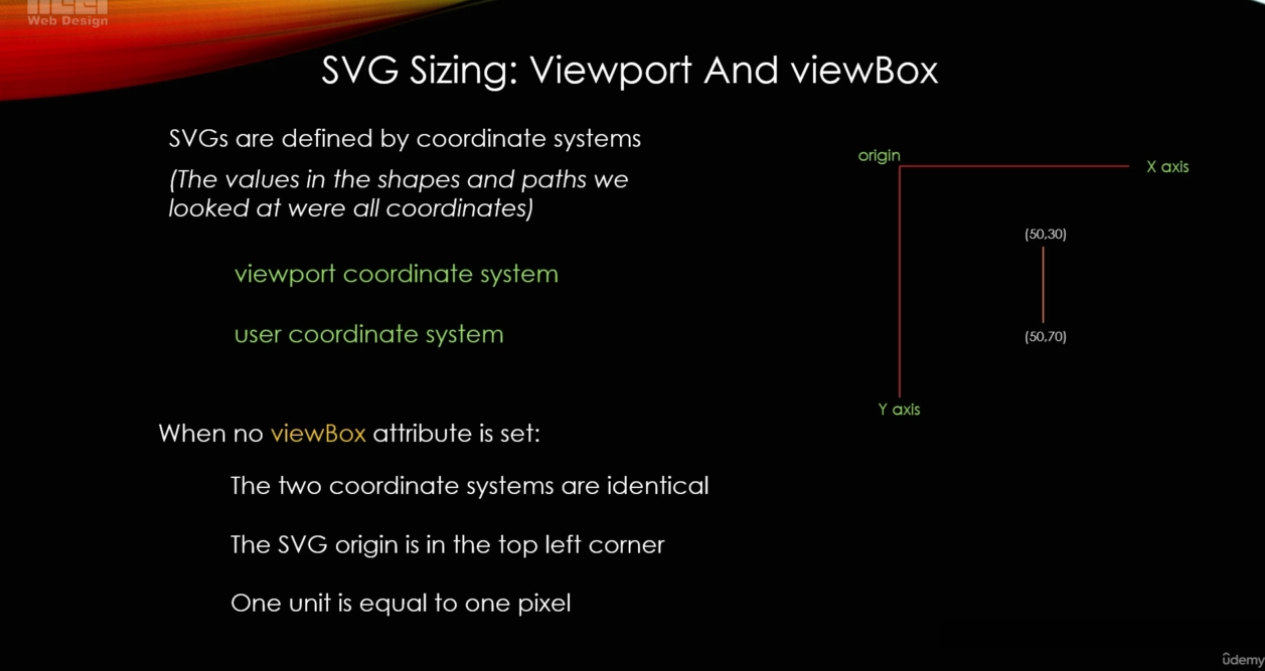 Web Design
SVG Sizing: Viewport And viewBox
SVGs are defined by coordinate systems
(The values in the shapes and paths we
looked at were all coordinates)
viewport coordinate system
user coordinate system
origin
X axis
(50,30)
(50,70)
Y axis
When no viewBox attribute is set:
The two coordinate systems are identical
The SVG origin is in the top left corner
One unit is equal to one pixel
ûdemy